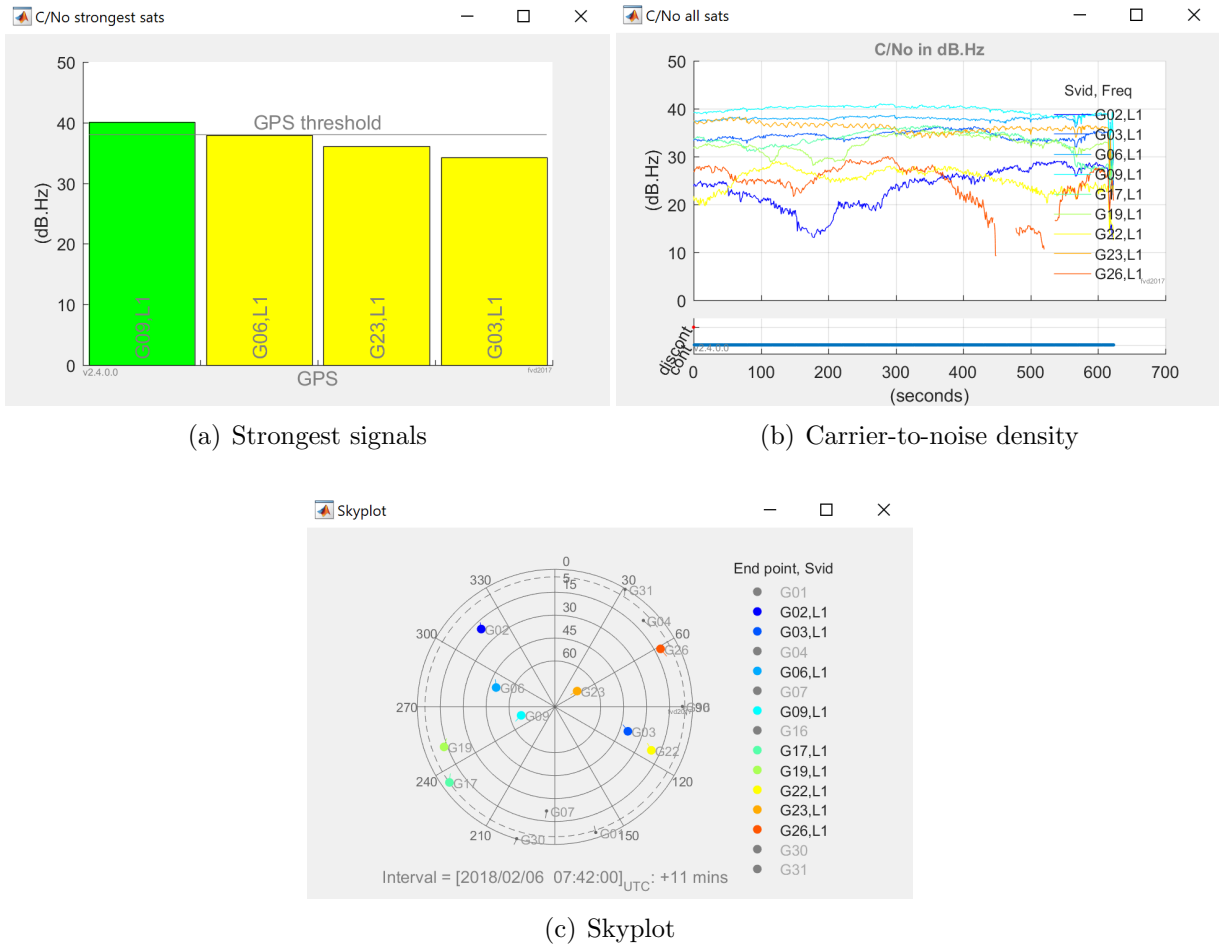 C/No strongest sats
50
40
30
20
10
0
(dB.Hz)
GPS threshold
G09,L1
G06,L1
G23,L1
G03,L1
v2.4.0.0
GPS
fvd2017
(a) Strongest signals
C/No all sats
C/No in dB.Hz
50
40
30
20
10
0
(dB.Hz)
Svid, Freq
G02,L1
G03,L1
G06,L1
G09,L1
G17,L1
G19,L1
G22,L1
G23,L1
G26,L1
fvd2017
discont
cont
v2.4.0.0
0 100 200 300 400 500 600 700
(seconds)
(b) Carrier-to-noise density
Skyplot
0
5
15
30
45
60
30
60
120
150
210
240
270
300
330
G31
G04
G26
G02
G06
G23
G09
G03
G22
G19
G17
G07
G30
End point, Svid
G01
G02,L1
G03,L1
G04
G06,L1
G07
G09,L1
G16
G17,L1
G19,L1
G22,L1
G23,L1
G26,L1
G30
G31
Interval = [2018/02/06 07:42:00]UTC: +11 mins
(c) Skyplot